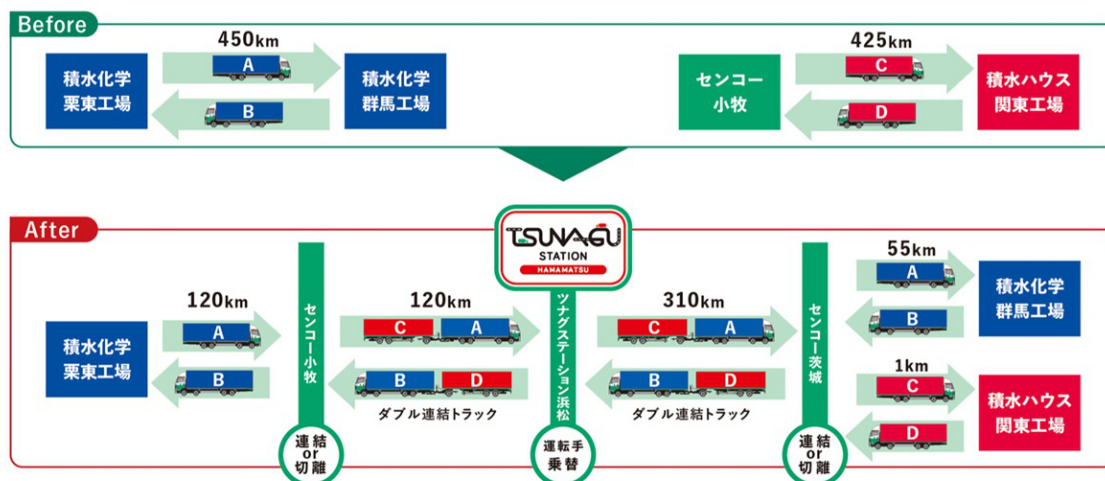 Before
450km
425km
積水化学
栗東工場
A
B
積水化学
群馬工場
センコー
小牧
C
D
積水ハウス
関東工場
After
TSUNAGU
STATION
HAMAMATSU
積水化学
栗東工場
120km
A
B
センコー小牧
連結
or
切離
120km
C A
B D
ダブル連結トラック
ツナグステーション浜松
運転手
乗替
310km
C A
B D
ダブル連結トラック
センコー茨城
連結
or
切離
55km
A
B
積水化学
群馬工場
1km
C
D
積水ハウス
関東工場